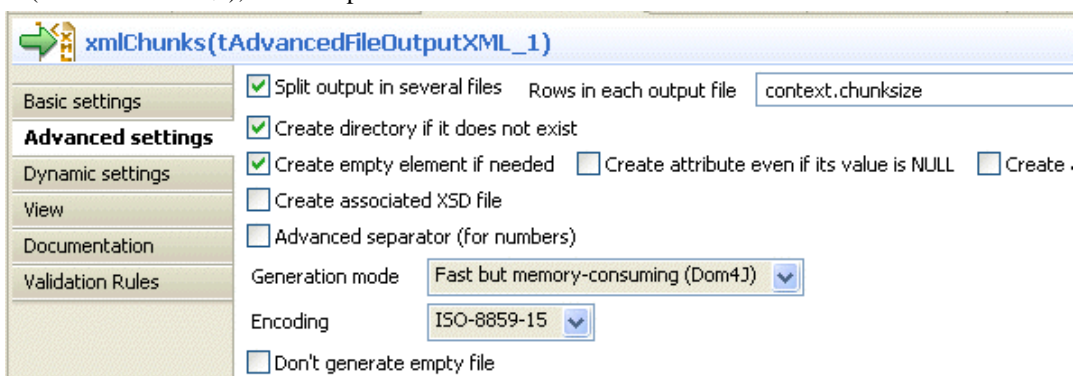 xmlChunks(tAdvancedFileOutputXML_1)
Basic settings
Advanced settings
Dynamic settings
View
Documentation
Validation Rules
Split output in several files Rows in each output file context.chunksize
Create directory if it does not exist
Create empty element if needed Create attribute even if its value is NULL Create
Create associated XSD file
Advanced separator (for numbers)
Generation mode Fast but memory-consuming (Dom4J)
Encoding ISO-8859-15
Don't generate empty file